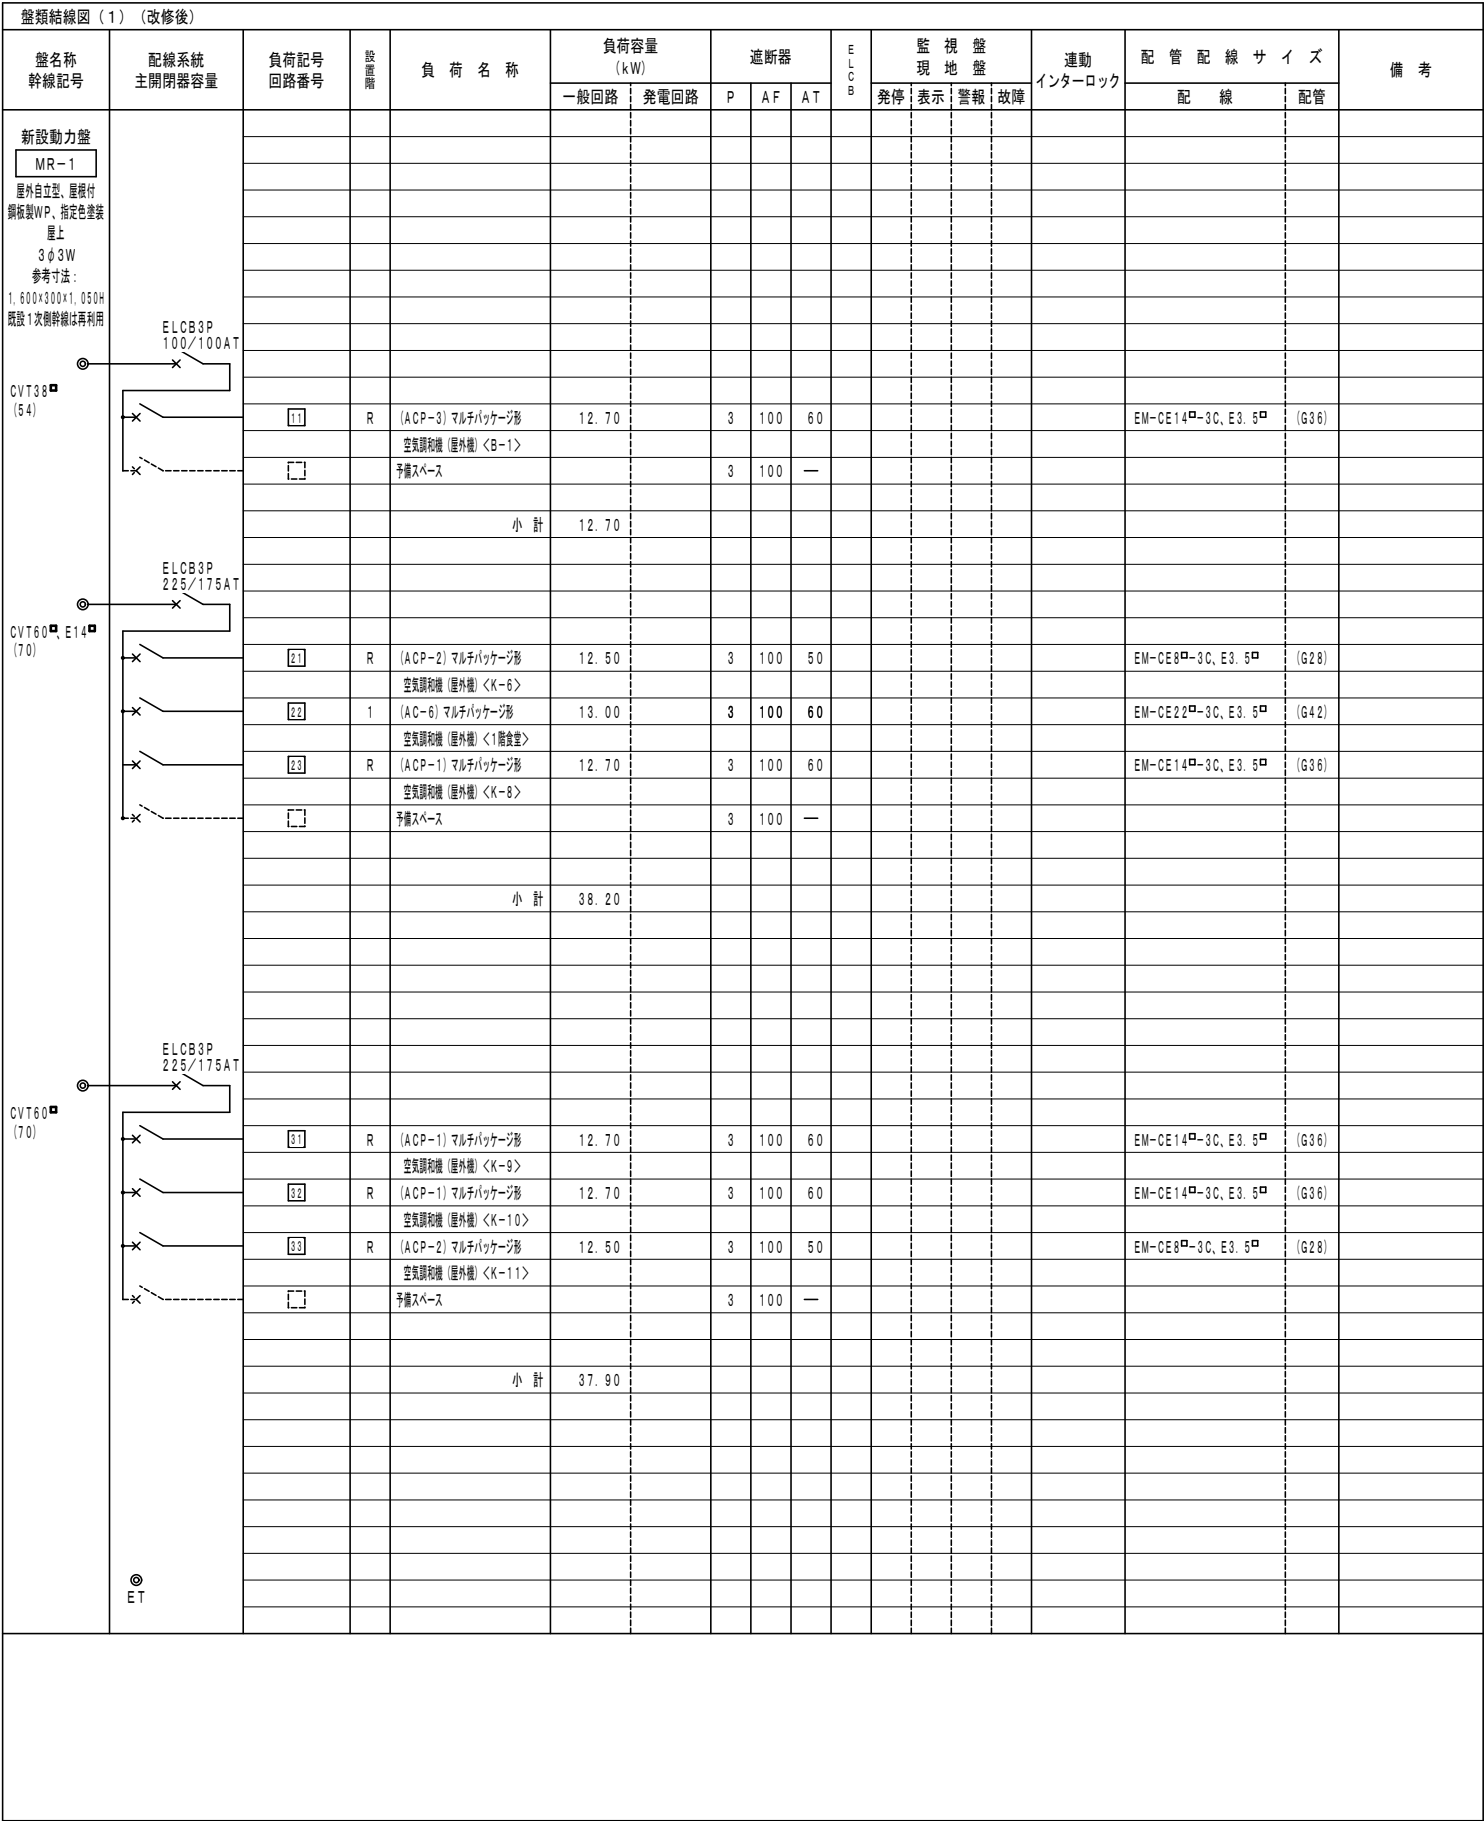 盤類結線図(1)(改修後)
盤名称
幹線記号
配線系統
主開閉器容量
負荷記号
回路番号
設置階
負荷名称
負荷容量
(kW)
一般回路 発電回路
遮断器
P AF AT
ELCB
監視盤
現地盤
発停 表示 警報 故障
連動
インターロック
配管配線サイズ
配線 配管
備考
新設動力盤
MR-1
屋外自立型、屋根付
鋼板製WP、指定色塗装
屋上
3φ3W
参考寸法:
1,600×300×1,050H
既設1次側幹線は再利用
ELCB3P
100/100AT
CVT38□
(54)
11 R (ACP-3)マルチパッケージ形 12.70 3 100 60 EM-CE14□-3C、E3.5□ (G36)
空気調和機(屋外機)<B-1>
予備スペース 3 100 —
小計 12.70
ELCB3P
225/175AT
CVT60□、E14□
(70)
21 R (ACP-2)マルチパッケージ形 12.50 3 100 50 EM-CE8□-3C、E3.5□ (G28)
空気調和機(屋外機)<K-6>
22 1 (AC-6)マルチパッケージ形 13.00 3 100 60 EM-CE22□-3C、E3.5□ (G42)
空気調和機(屋外機)<1階食堂>
23 R (ACP-1)マルチパッケージ形 12.70 3 100 60 EM-CE14□-3C、E3.5□ (G36)
空気調和機(屋外機)<K-8>
予備スペース 3 100 —
小計 38.20
ELCB3P
225/175AT
CVT60□
(70)
31 R (ACP-1)マルチパッケージ形 12.70 3 100 60 EM-CE14□-3C、E3.5□ (G36)
空気調和機(屋外機)<K-9>
32 R (ACP-1)マルチパッケージ形 12.70 3 100 60 EM-CE14□-3C、E3.5□ (G36)
空気調和機(屋外機)<K-10>
33 R (ACP-2)マルチパッケージ形 12.50 3 100 50 EM-CE8□-3C、E3.5□ (G28)
空気調和機(屋外機)<K-11>
予備スペース 3 100 —
小計 37.90
ET